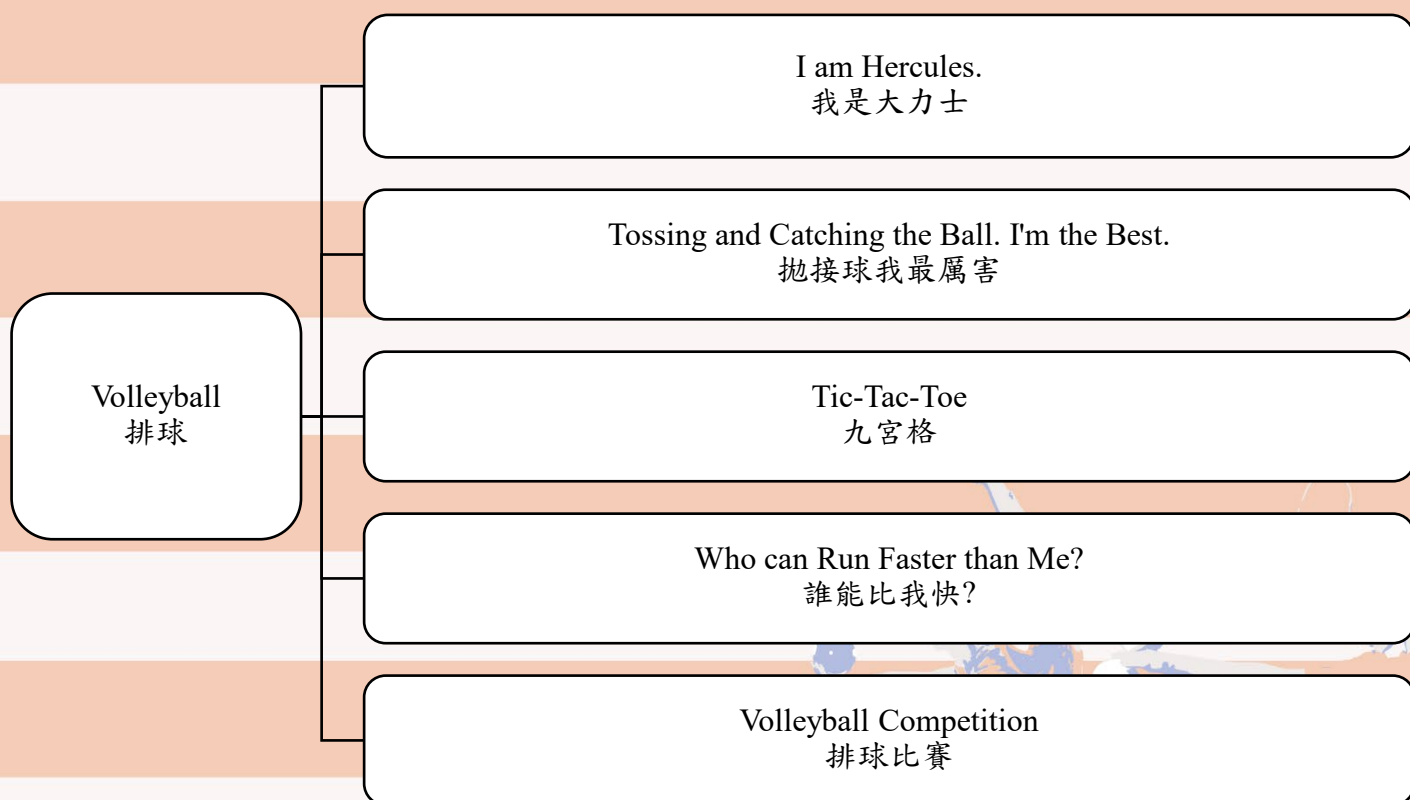 Volleyball
排球
I am Hercules.
我是大力士
Tossing and Catching the Ball. I'm the Best.
拋接球我最厲害
Tic-Tac-Toe
九宮格
Who can Run Faster than Me?
誰能比我快?
Volleyball Competition
排球比賽